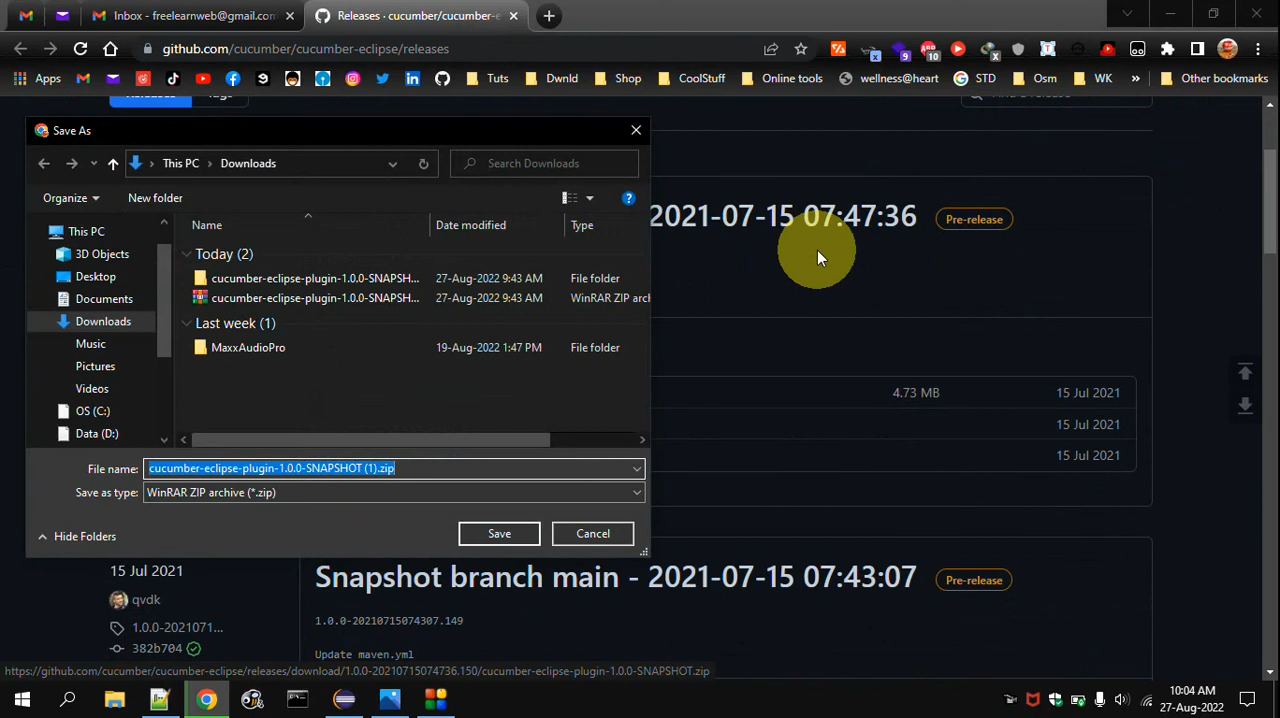 Inbox - freelearnweb@gmail.com
Releases · cucumber/cucumber-e
github.com/cucumber/cucumber-eclipse/releases
x
9
10
x
Apps
Tuts
Dwnld
Shop
CoolStuff
Online tools
wellness@heart
STD
Osm
WK
»
Other bookmarks
Save As
This PC
Downloads
Search Downloads
Organize
New folder
This PC
3D Objects
Desktop
Documents
Downloads
Music
Pictures
Videos
OS (C:)
Data (D:)
Name
Date modified
Type
Today (2)
cucumber-eclipse-plugin-1.0.0-SNAPSH... 27-Aug-2022 9:43 AM File folder
cucumber-eclipse-plugin-1.0.0-SNAPSH... 27-Aug-2022 9:43 AM WinRAR ZIP arch
Last week (1)
MaxxAudioPro 19-Aug-2022 1:47 PM File folder
File name: cucumber-eclipse-plugin-1.0.0-SNAPSHOT (1).zip
Save as type: WinRAR ZIP archive (*.zip)
Hide Folders
Save
Cancel
2021-07-15 07:47:36
Pre-release
4.73 MB
15 Jul 2021
15 Jul 2021
15 Jul 2021
15 Jul 2021
qvdk
1.0.0-2021071...
382b704
Snapshot branch main - 2021-07-15 07:43:07
Pre-release
1.0.0-20210715074307.149
Update maven.yml
https://github.com/cucumber/cucumber-eclipse/releases/download/1.0.0-20210715074736.150/cucumber-eclipse-plugin-1.0.0-SNAPSHOT.zip
10:04 AM
27-Aug-2022